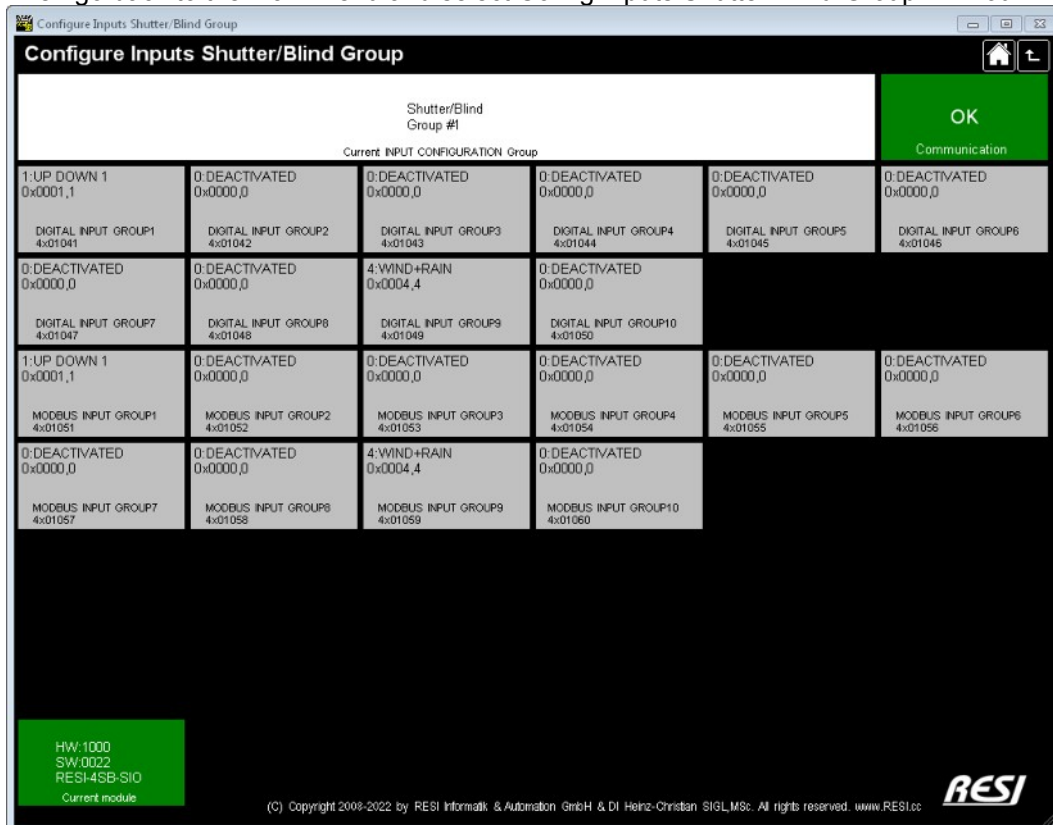 Configure Inputs Shutter/Blind Group
Configure Inputs Shutter/Blind Group
Shutter/Blind
Group #1
Current INPUT CONFIGURATION Group
OK
Communication
1:UP DOWN 1
0x0001,1
DIGITAL INPUT GROUP1
4x01041
0:DEACTIVATED
0x0000,0
DIGITAL INPUT GROUP2
4x01042
0:DEACTIVATED
0x0000,0
DIGITAL INPUT GROUP3
4x01043
0:DEACTIVATED
0x0000,0
DIGITAL INPUT GROUP4
4x01044
0:DEACTIVATED
0x0000,0
DIGITAL INPUT GROUP5
4x01045
0:DEACTIVATED
0x0000,0
DIGITAL INPUT GROUP6
4x01046
0:DEACTIVATED
0x0000,0
DIGITAL INPUT GROUP7
4x01047
0:DEACTIVATED
0x0000,0
DIGITAL INPUT GROUP8
4x01048
4:WIND+RAIN
0x0004,4
DIGITAL INPUT GROUP9
4x01049
0:DEACTIVATED
0x0000,0
DIGITAL INPUT GROUP10
4x01050
1:UP DOWN 1
0x0001,1
MODBUS INPUT GROUP1
4x01051
0:DEACTIVATED
0x0000,0
MODBUS INPUT GROUP2
4x01052
0:DEACTIVATED
0x0000,0
MODBUS INPUT GROUP3
4x01053
0:DEACTIVATED
0x0000,0
MODBUS INPUT GROUP4
4x01054
0:DEACTIVATED
0x0000,0
MODBUS INPUT GROUP5
4x01055
0:DEACTIVATED
0x0000,0
MODBUS INPUT GROUP6
4x01056
0:DEACTIVATED
0x0000,0
MODBUS INPUT GROUP7
4x01057
0:DEACTIVATED
0x0000,0
MODBUS INPUT GROUP8
4x01058
4:WIND+RAIN
0x0004,4
MODBUS INPUT GROUP9
4x01059
0:DEACTIVATED
0x0000,0
MODBUS INPUT GROUP10
4x01060
HW:1000
SW:0022
RESI-4SB-SIO
Current module
(C) Copyright 2008-2022 by RESI Informatik & Automation GmbH & DI Heinz-Christian SIGL,MSc. All rights reserved. www.RESI.cc
RESI